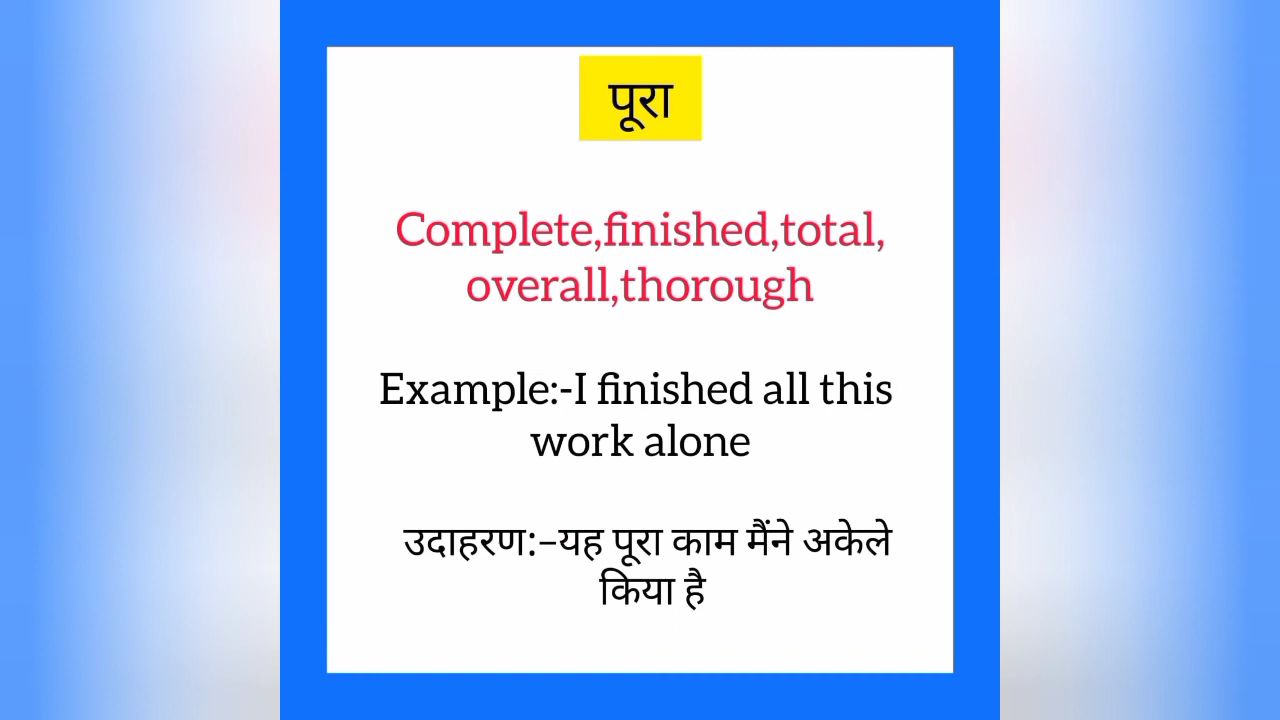 पूरा
Complete,finished,total,
overall,thorough
Example:-I finished all this
work alone
उदाहरण:–यह पूरा काम मैंने अकेले
किया है